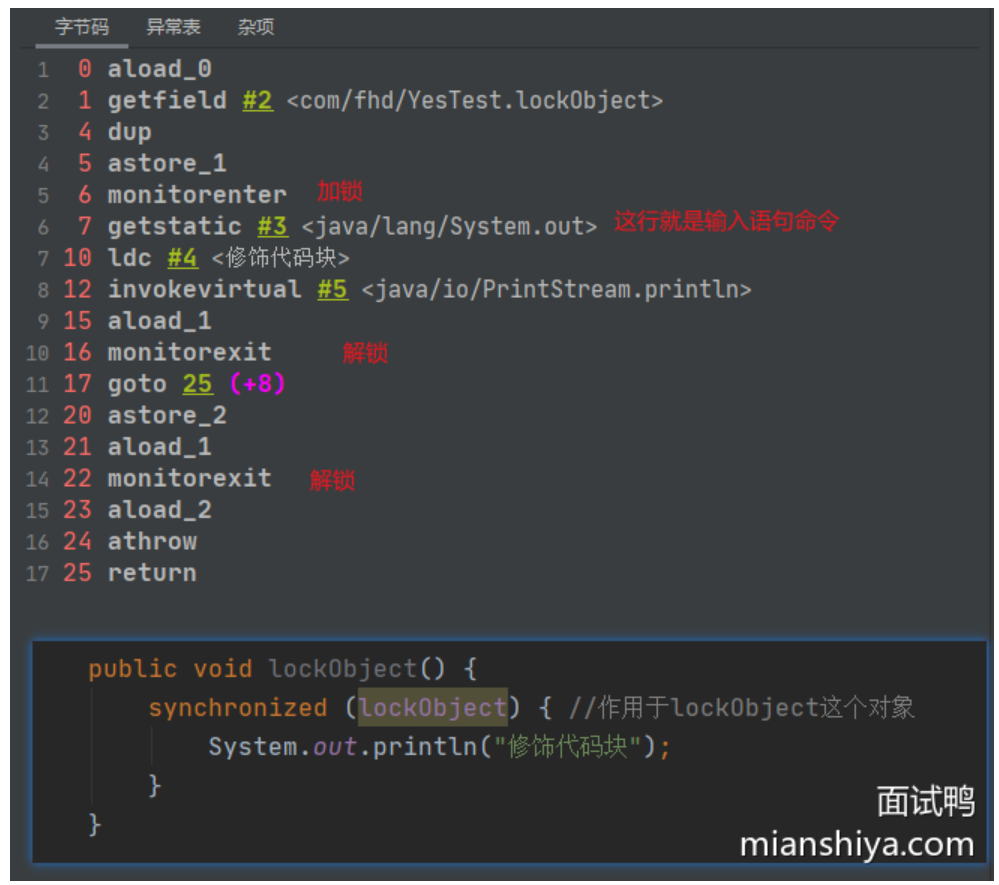 字节码 异常表 杂项
1 0 aload_0
2 1 getfield #2 <com/fhd/YesTest.lockObject>
3 4 dup
4 5 astore_1
5 6 monitorenter 加锁
6 7 getstatic #3 <java/lang/System.out> 这行就是输入语句命令
7 10 ldc #4 <修饰代码块>
8 12 invokevirtual #5 <java/io/PrintStream.println>
9 15 aload_1
10 16 monitorexit 解锁
11 17 goto 25 (+8)
12 20 astore_2
13 21 aload_1
14 22 monitorexit 解锁
15 23 aload_2
16 24 athrow
17 25 return
public void lockObject() {
synchronized (lockObject) { //作用于lockObject这个对象
System.out.println("修饰代码块");
}
}
面试鸭
mianshiya.com